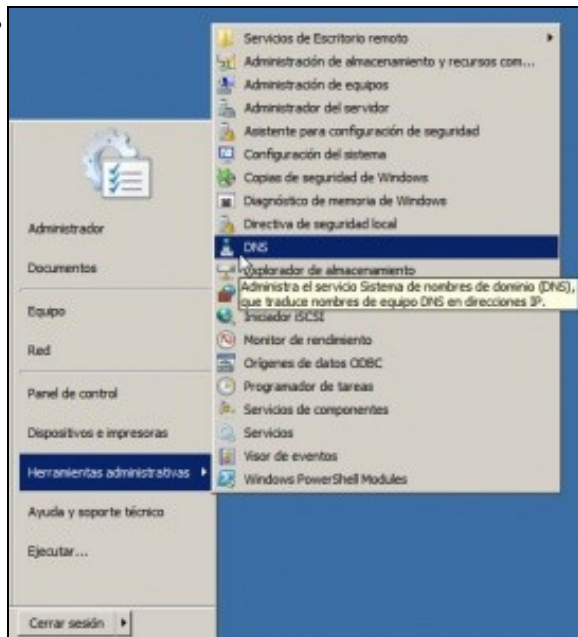 Servicios de Escritorio remoto
Administración de almacenamiento y recursos com...
Administración de equipos
Administrador del servidor
Asistente para configuración de seguridad
Configuración del sistema
Copias de seguridad de Windows
Diagnóstico de memoria de Windows
Directiva de seguridad local
DNS
Explorador de almacenamiento
Administra el servicio Sistema de nombres de dominio (DNS),
que traduce nombres de equipo DNS en direcciones IP.
Iniciador iSCSI
Monitor de rendimiento
Orígenes de datos ODBC
Programador de tareas
Servicios de componentes
Servicios
Visor de eventos
Windows PowerShell Modules
Administrador
Documentos
Equipo
Red
Panel de control
Dispositivos e impresoras
Herramientas administrativas
Ayuda y soporte técnico
Ejecutar...
Cerrar sesión